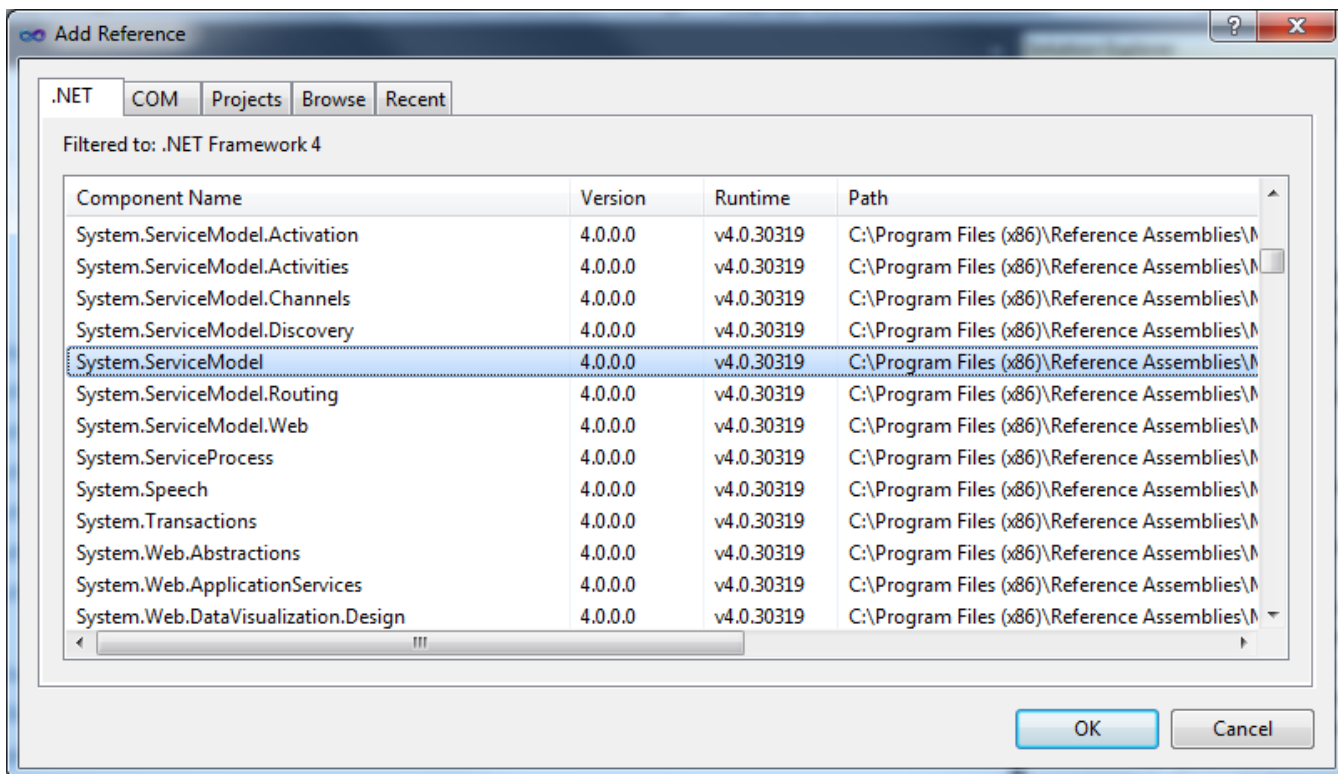 Add Reference
.NET COM Projects Browse Recent
Filtered to: .NET Framework 4
Component Name Version Runtime Path
System.ServiceModel.Activation 4.0.0.0 v4.0.30319 C:\Program Files (x86)\Reference Assemblies\
System.ServiceModel.Activities 4.0.0.0 v4.0.30319 C:\Program Files (x86)\Reference Assemblies\
System.ServiceModel.Channels 4.0.0.0 v4.0.30319 C:\Program Files (x86)\Reference Assemblies\
System.ServiceModel.Discovery 4.0.0.0 v4.0.30319 C:\Program Files (x86)\Reference Assemblies\
System.ServiceModel 4.0.0.0 v4.0.30319 C:\Program Files (x86)\Reference Assemblies\
System.ServiceModel.Routing 4.0.0.0 v4.0.30319 C:\Program Files (x86)\Reference Assemblies\
System.ServiceModel.Web 4.0.0.0 v4.0.30319 C:\Program Files (x86)\Reference Assemblies\
System.ServiceProcess 4.0.0.0 v4.0.30319 C:\Program Files (x86)\Reference Assemblies\
System.Speech 4.0.0.0 v4.0.30319 C:\Program Files (x86)\Reference Assemblies\
System.Transactions 4.0.0.0 v4.0.30319 C:\Program Files (x86)\Reference Assemblies\
System.Web.Abstractions 4.0.0.0 v4.0.30319 C:\Program Files (x86)\Reference Assemblies\
System.Web.ApplicationServices 4.0.0.0 v4.0.30319 C:\Program Files (x86)\Reference Assemblies\
System.Web.DataVisualization.Design 4.0.0.0 v4.0.30319 C:\Program Files (x86)\Reference Assemblies\
OK Cancel